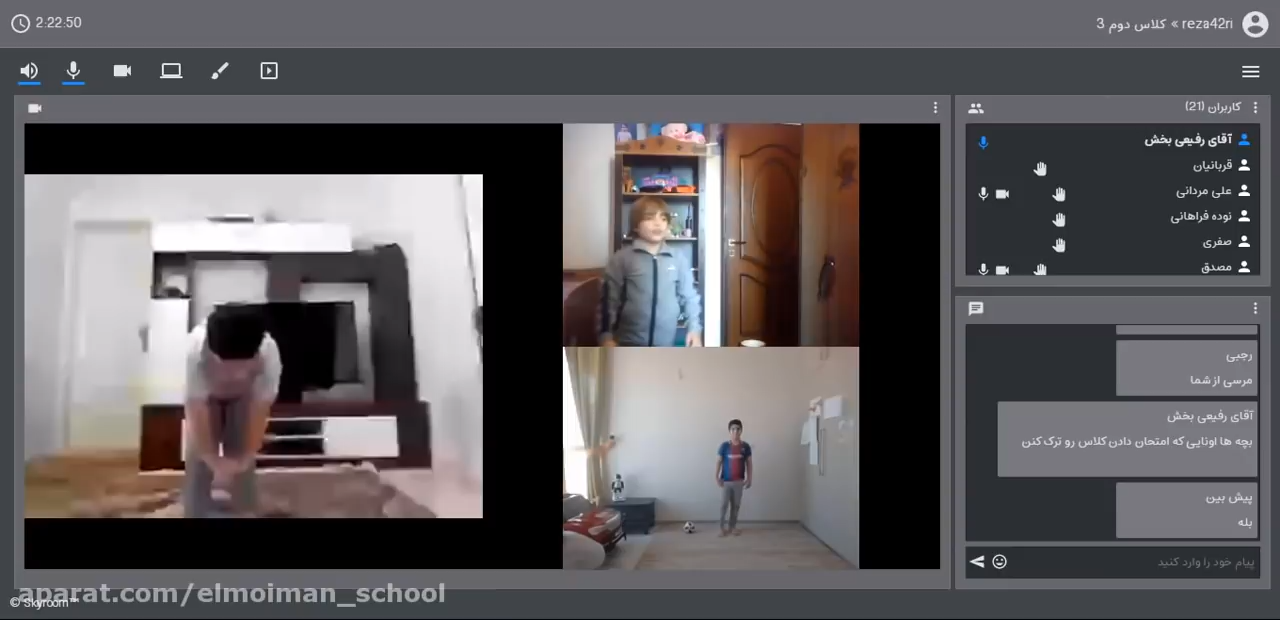 2:22:50
reza42ri » کلاس دوم 3
کاربران (21)
آقای رفیعی بخش
قربانیان
علی مردانی
نوده فراهانی
صفری
مصدق
رجبی
مرسی از شما
آقای رفیعی بخش
بچه ها اونایی که امتحان دادن کلاس رو ترک کنن
پیش بین
بله
پیام خود را وارد کنید
aparat.com/elmoiman_school
© Skyroom™